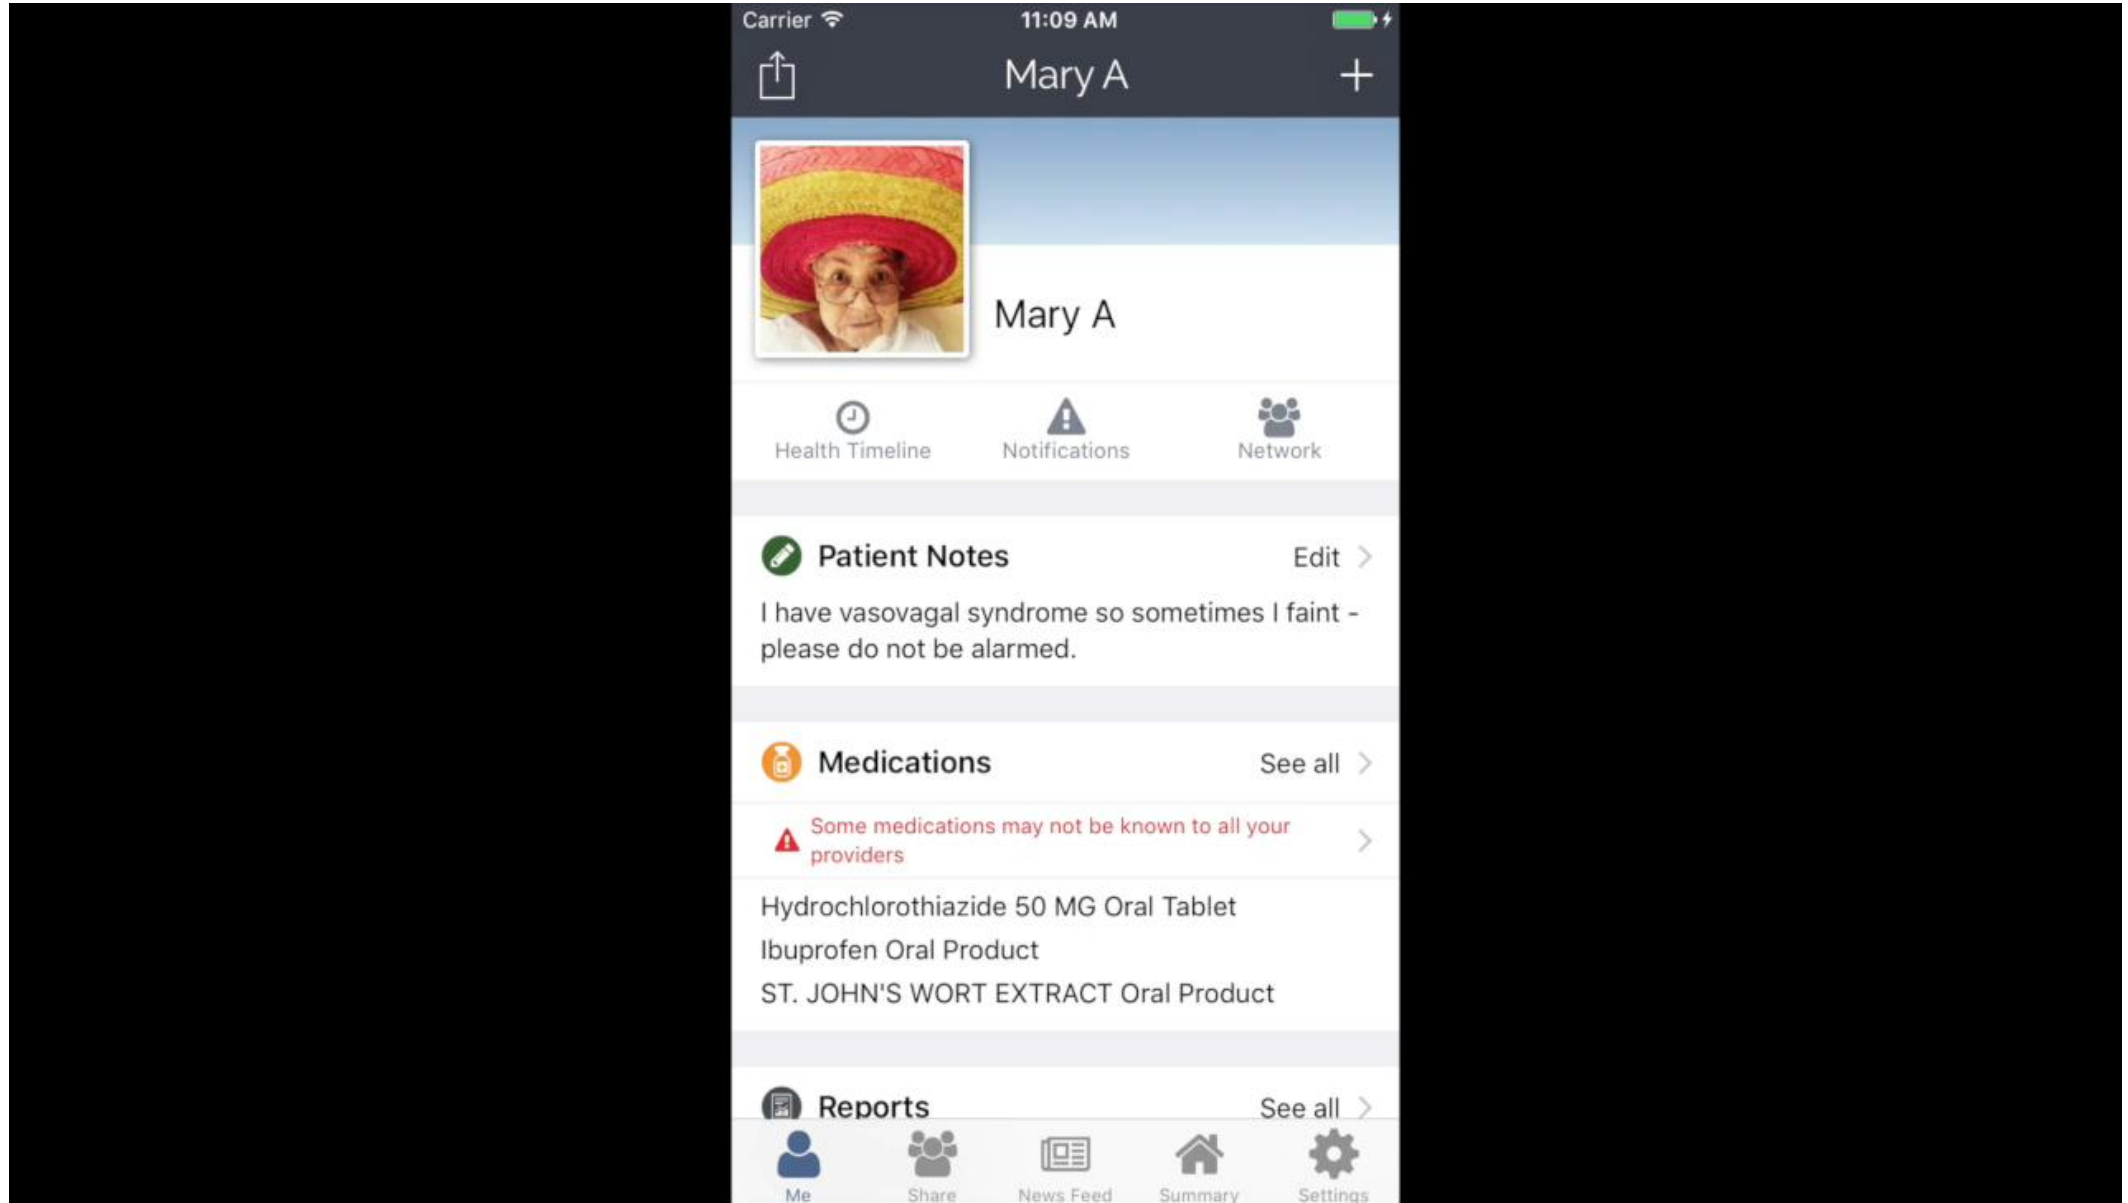 Carrier 11:09 AM
Mary A
Mary A
Health Timeline Notifications Network
Patient Notes Edit
I have vasovagal syndrome so sometimes I faint -
please do not be alarmed.
Medications See all
Some medications may not be known to all your
providers
Hydrochlorothiazide 50 MG Oral Tablet
Ibuprofen Oral Product
ST. JOHN'S WORT EXTRACT Oral Product
Reports See all
Me Share News Feed Summary Settings